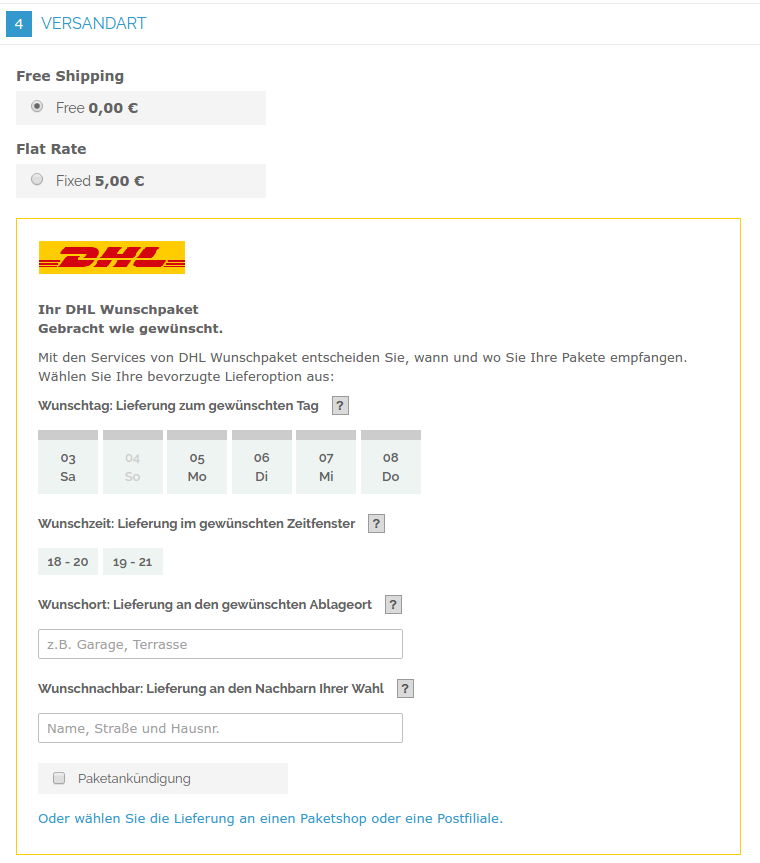 4 VERSANDART
Free Shipping
Free 0,00 €
Flat Rate
Fixed 5,00 €
DHL
Ihr DHL Wunschpaket
Gebracht wie gewünscht.
Mit den Services von DHL Wunschpaket entscheiden Sie, wann und wo Sie Ihre Pakete empfangen.
Wählen Sie Ihre bevorzugte Lieferoption aus:
Wunschtag: Lieferung zum gewünschten Tag ?
03 04 05 06 07 08
Sa So Mo Di Mi Do
Wunschzeit: Lieferung im gewünschten Zeitfenster ?
18 - 20 19 - 21
Wunschort: Lieferung an den gewünschten Ablageort ?
z.B. Garage, Terrasse
Wunschnachbar: Lieferung an den Nachbarn Ihrer Wahl ?
Name, Straße und Hausnr.
Paketankündigung
Oder wählen Sie die Lieferung an einen Paketshop oder eine Postfiliale.